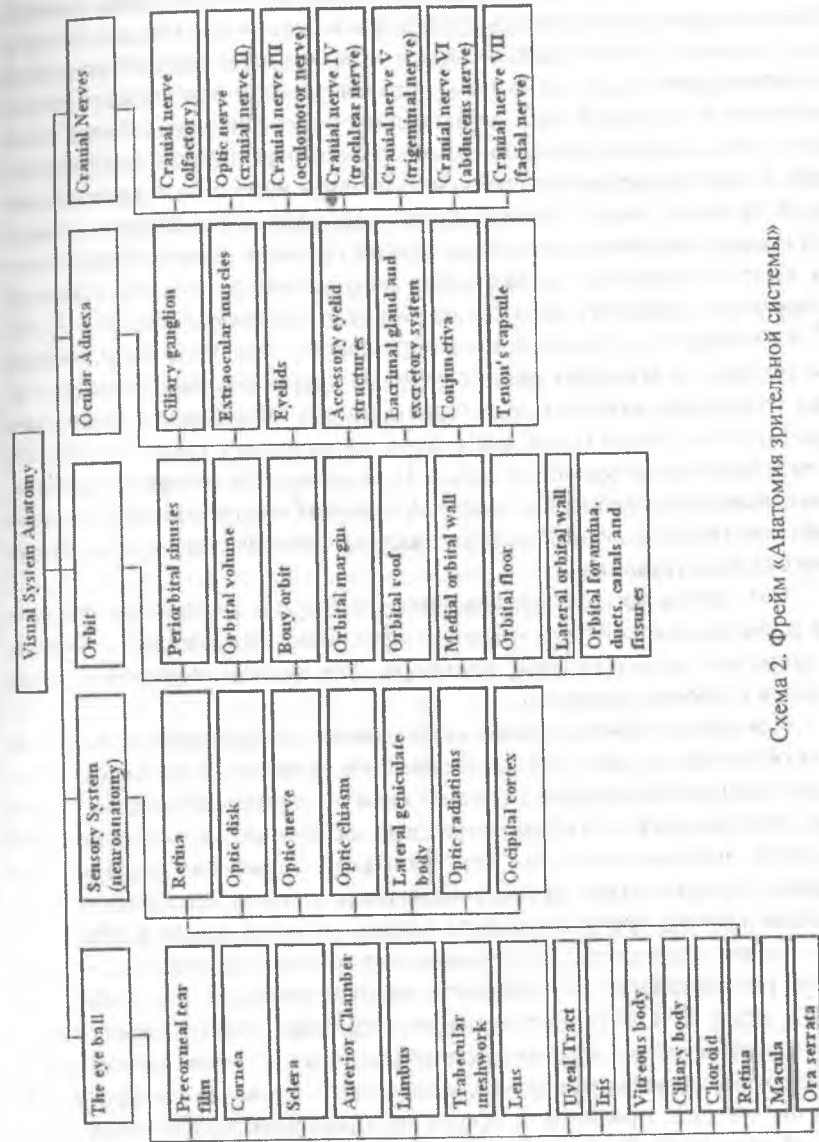 Visual System Anatomy
The eye ball
Precorneal tear
film
Cornea
Sclera
Anterior Chamber
Limbus
Trabecular
meshwork
Lens
Uveal Tract
Iris
Vitreous body
Ciliary body
Choroid
Retina
Macula
Ora serrata
Sensory System
(neuroanatomy)
Retina
Optic disk
Optic nerve
Optic chiasm
Lateral geniculate
body
Optic radiations
Occipital cortex
Orbit
Periorbital sinuses
Orbital volume
Bony orbit
Orbital margin
Orbital roof
Medial orbital wall
Orbital floor
Lateral orbital wall
Orbital foramina,
ducts, canals and
fissures
Ocular Adnexa
Ciliary ganglion
Extraocular muscles
Eyelids
Accessory eyelid
structures
Lacrimal gland and
excretory system
Conjunctiva
Tenon's capsule
Cranial Nerves
Cranial nerve
(olfactory)
Optic nerve
(cranial nerve II)
Cranial nerve III
(oculomotor nerve)
Cranial nerve IV
(trochlear nerve)
Cranial nerve V
(trigeminal nerve)
Cranial nerve VI
(abducens nerve)
Cranial nerve VII
(facial nerve)
Схема 2. Фрейм «Анатомия зрительной системы»